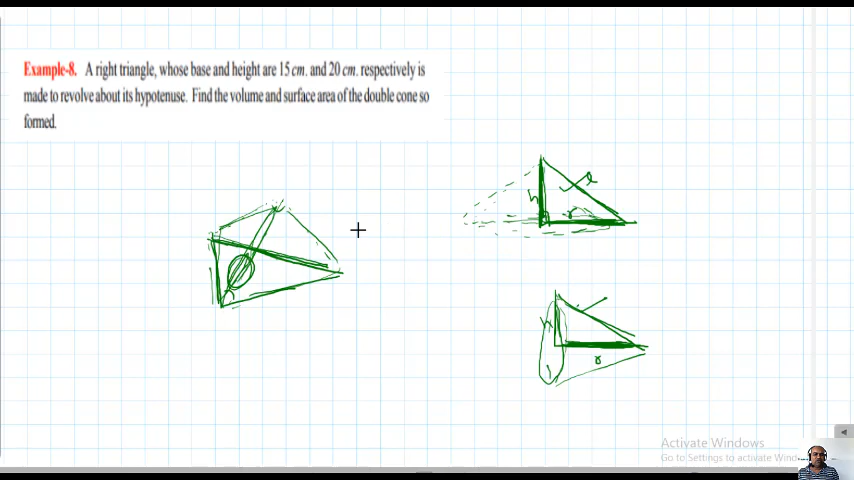 Example-8. A right triangle, whose base and height are 15 cm. and 20 cm. respectively is
made to revolve about its hypotenuse. Find the volume and surface area of the double cone so
formed.
h
r
l
h
r
Activate Windows
Go to Settings to activate Wind